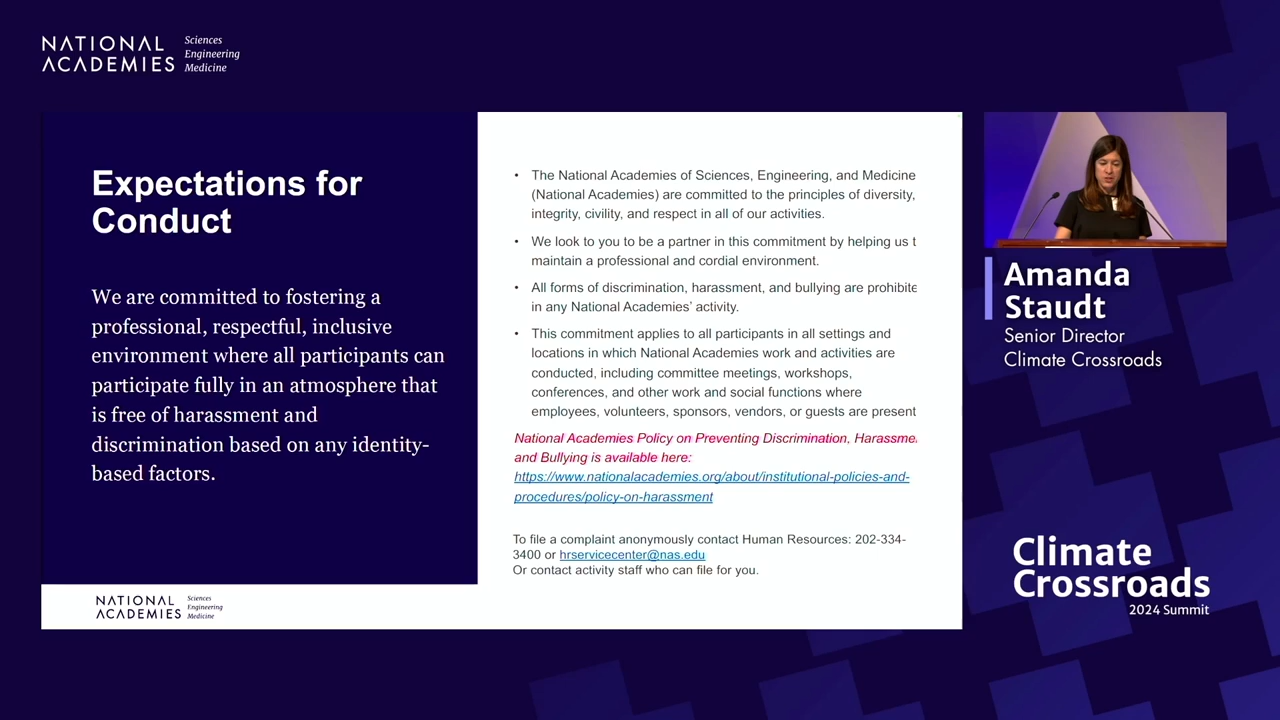 NATIONAL
ACADEMIES
Sciences
Engineering
Medicine
Expectations for
Conduct
We are committed to fostering a
professional, respectful, inclusive
environment where all participants can
participate fully in an atmosphere that
is free of harassment and
discrimination based on any identity-
based factors.
• The National Academies of Sciences, Engineering, and Medicine
(National Academies) are committed to the principles of diversity,
integrity, civility, and respect in all of our activities.
• We look to you to be a partner in this commitment by helping us t
maintain a professional and cordial environment.
• All forms of discrimination, harassment, and bullying are prohibite
in any National Academies’ activity.
• This commitment applies to all participants in all settings and
locations in which National Academies work and activities are
conducted, including committee meetings, workshops,
conferences, and other work and social functions where
employees, volunteers, sponsors, vendors, or guests are present
National Academies Policy on Preventing Discrimination, Harassme
and Bullying is available here:
https://www.nationalacademies.org/about/institutional-policies-and-
procedures/policy-on-harassment
To file a complaint anonymously contact Human Resources: 202-334-
3400 or hrservicecenter@nas.edu
Or contact activity staff who can file for you.
NATIONAL
ACADEMIES
Sciences
Engineering
Medicine
Amanda
Staudt
Senior Director
Climate Crossroads
Climate
Crossroads
2024 Summit